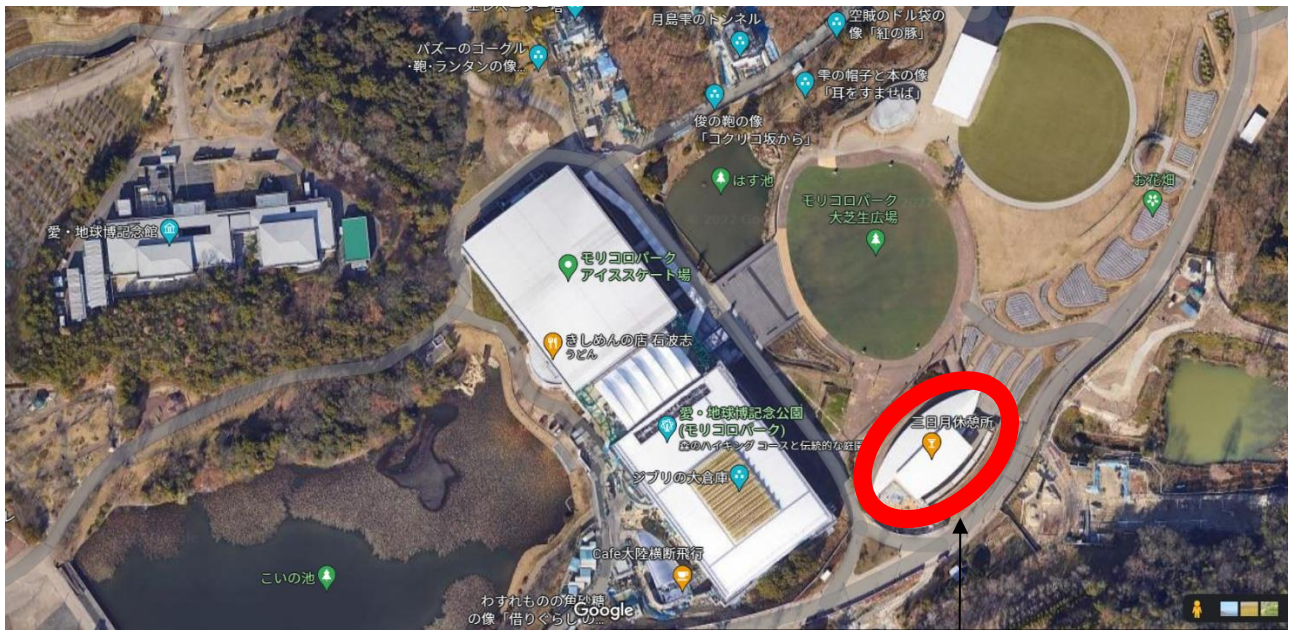 エレベーター塔
月島雫のトンネル
空賊のドル袋の
像「紅の豚」
パズーのゴーグル
・鞄・ランタンの像...
雫の帽子と本の像
「耳をすませば」
俊の鞄の像
「コクリコ坂から」
はす池
お花畑
モリコロパーク
大芝生広場
愛・地球博記念館
モリコロパーク
アイススケート場
きしめんの店 石波志
うどん
愛・地球博記念公園
(モリコロパーク)
森のハイキング コースと伝統的な庭園
三日月休憩所
ジブリの大倉庫
Cafe大陸横断飛行
こいの池
わすれものの角砂糖
の像「借りぐらしの...
Google